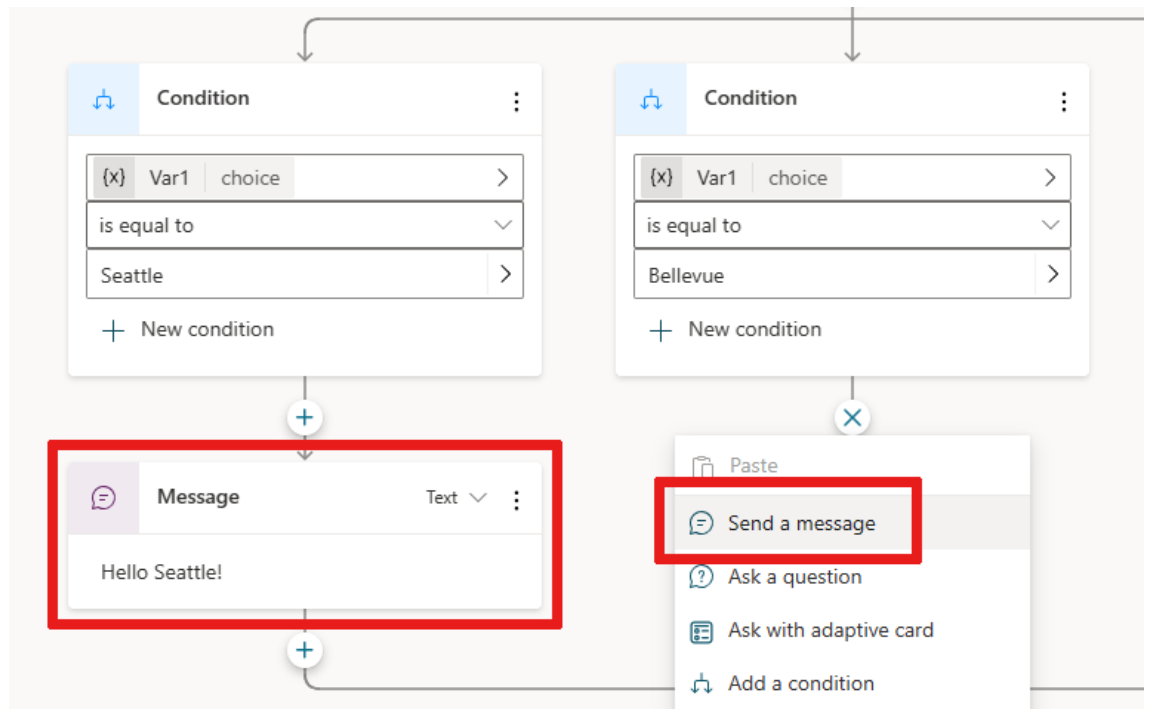 Condition
{x} Var1 choice
is equal to
Seattle
New condition
Message Text
Hello Seattle!
Condition
{x} Var1 choice
is equal to
Bellevue
New condition
Paste
Send a message
Ask a question
Ask with adaptive card
Add a condition